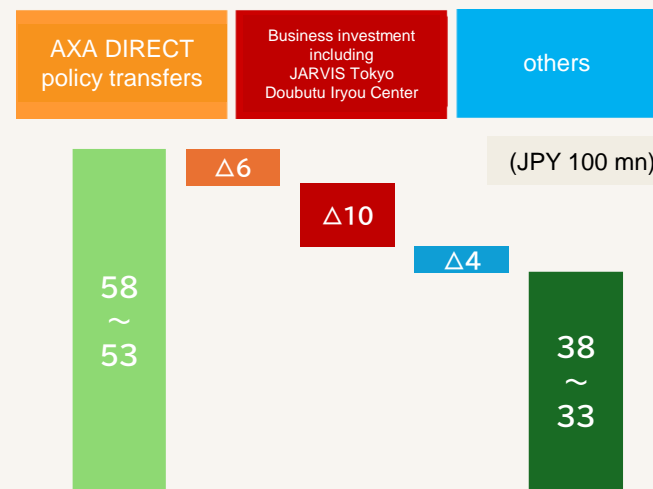 AXA DIRECT
policy transfers
Business investment
including
JARVIS Tokyo
Doubutu Iryou Center
others
(JPY 100 mn)
△6
△10
△4
58
～
53
38
～
33